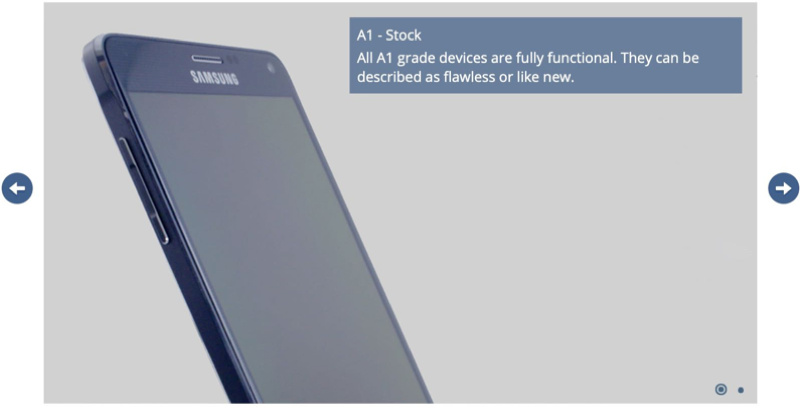 A1 - Stock
All A1 grade devices are fully functional. They can be
described as flawless or like new.
SAMSUNG